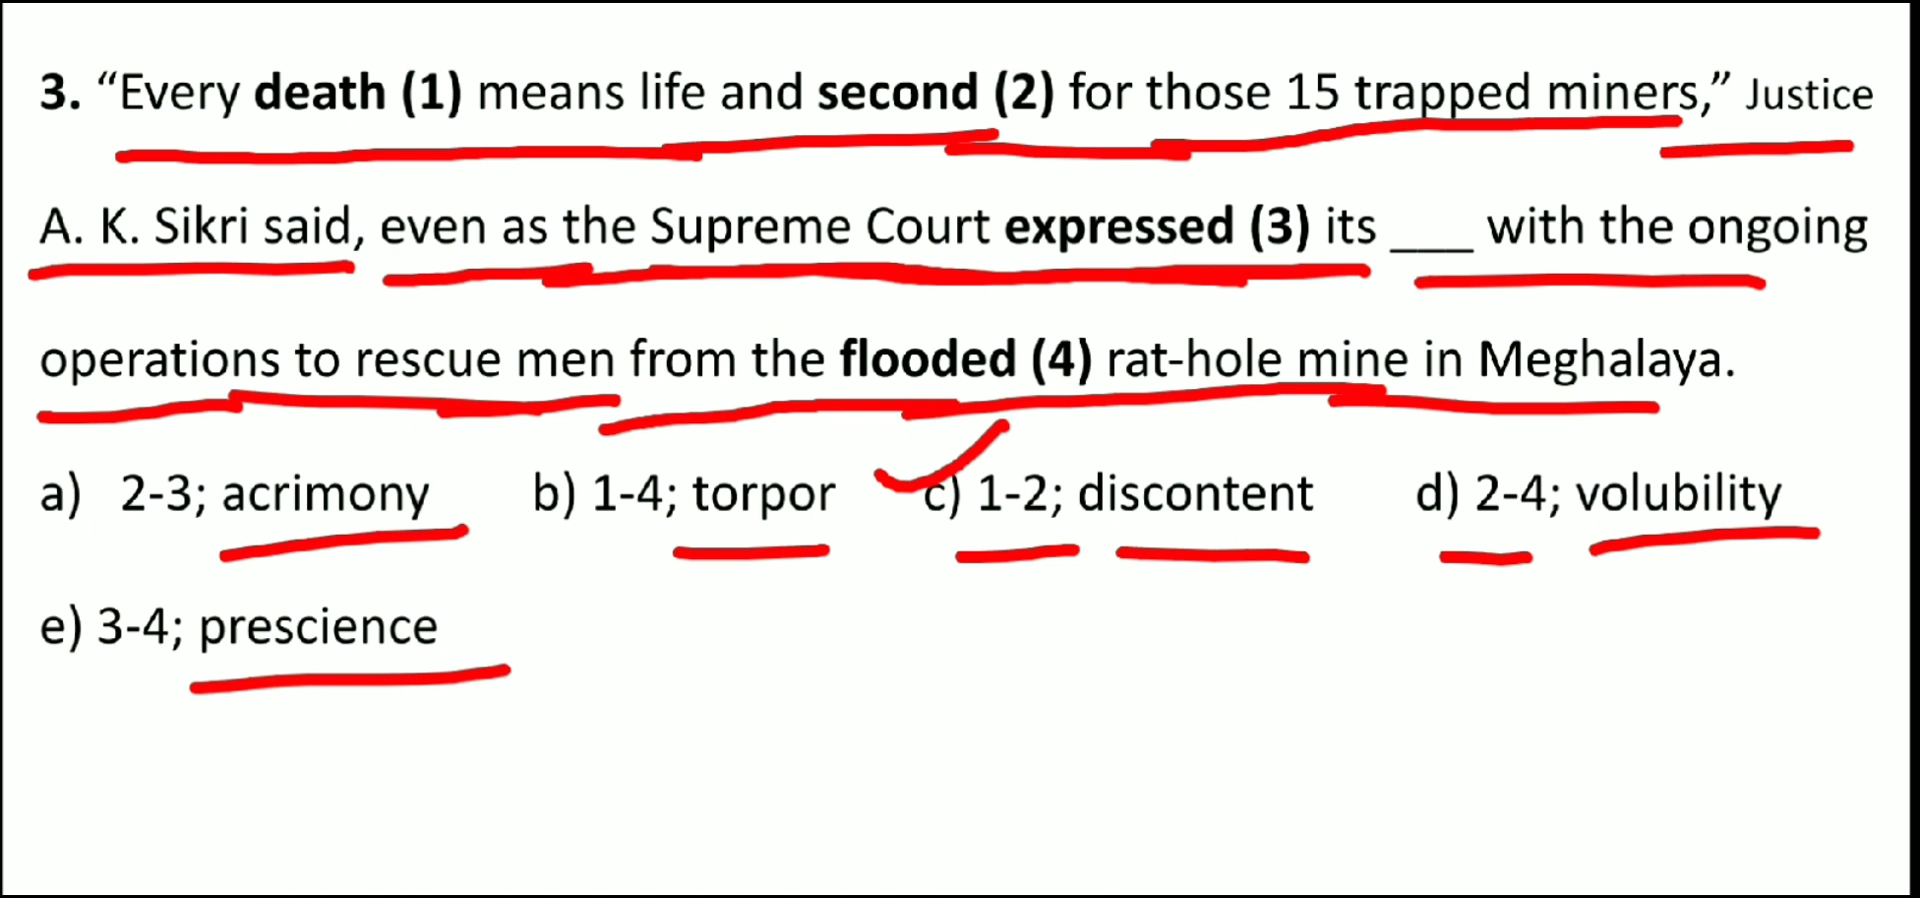 3. “Every death (1) means life and second (2) for those 15 trapped miners,” Justice
A. K. Sikri said, even as the Supreme Court expressed (3) its ___ with the ongoing
operations to rescue men from the flooded (4) rat-hole mine in Meghalaya.
a) 2-3; acrimony b) 1-4; torpor c) 1-2; discontent d) 2-4; volubility
e) 3-4; prescience